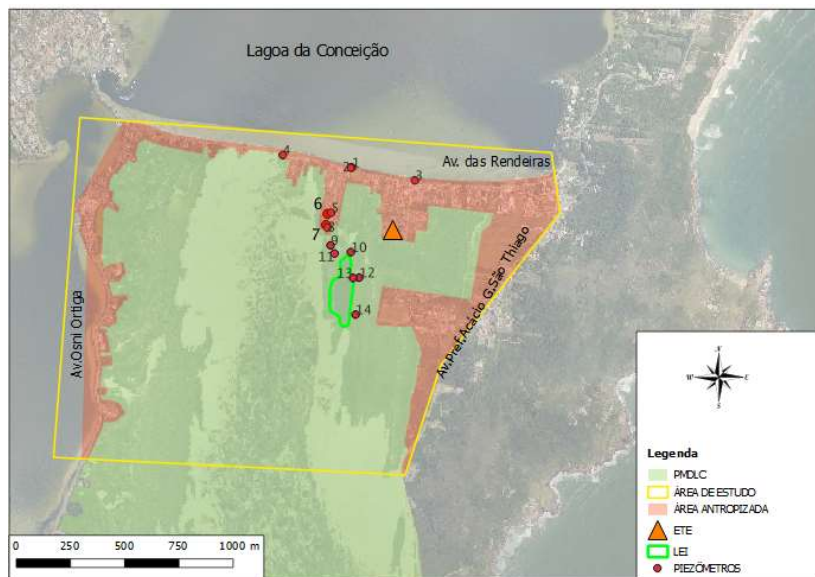 Lagoa da Conceição
Av. das Rendeiras
4
2
1
3
6
5
7
8
9
10
11
13
12
14
Av.Osni Ortiga
Av.Pref.Acácio G.São Thiago
N
W
E
S
Legenda
PMDLC
ÁREA DE ESTUDO
ÁREA ANTROPIZADA
ETE
LEI
PIEZÔMETROS
0 250 500 750 1000 m